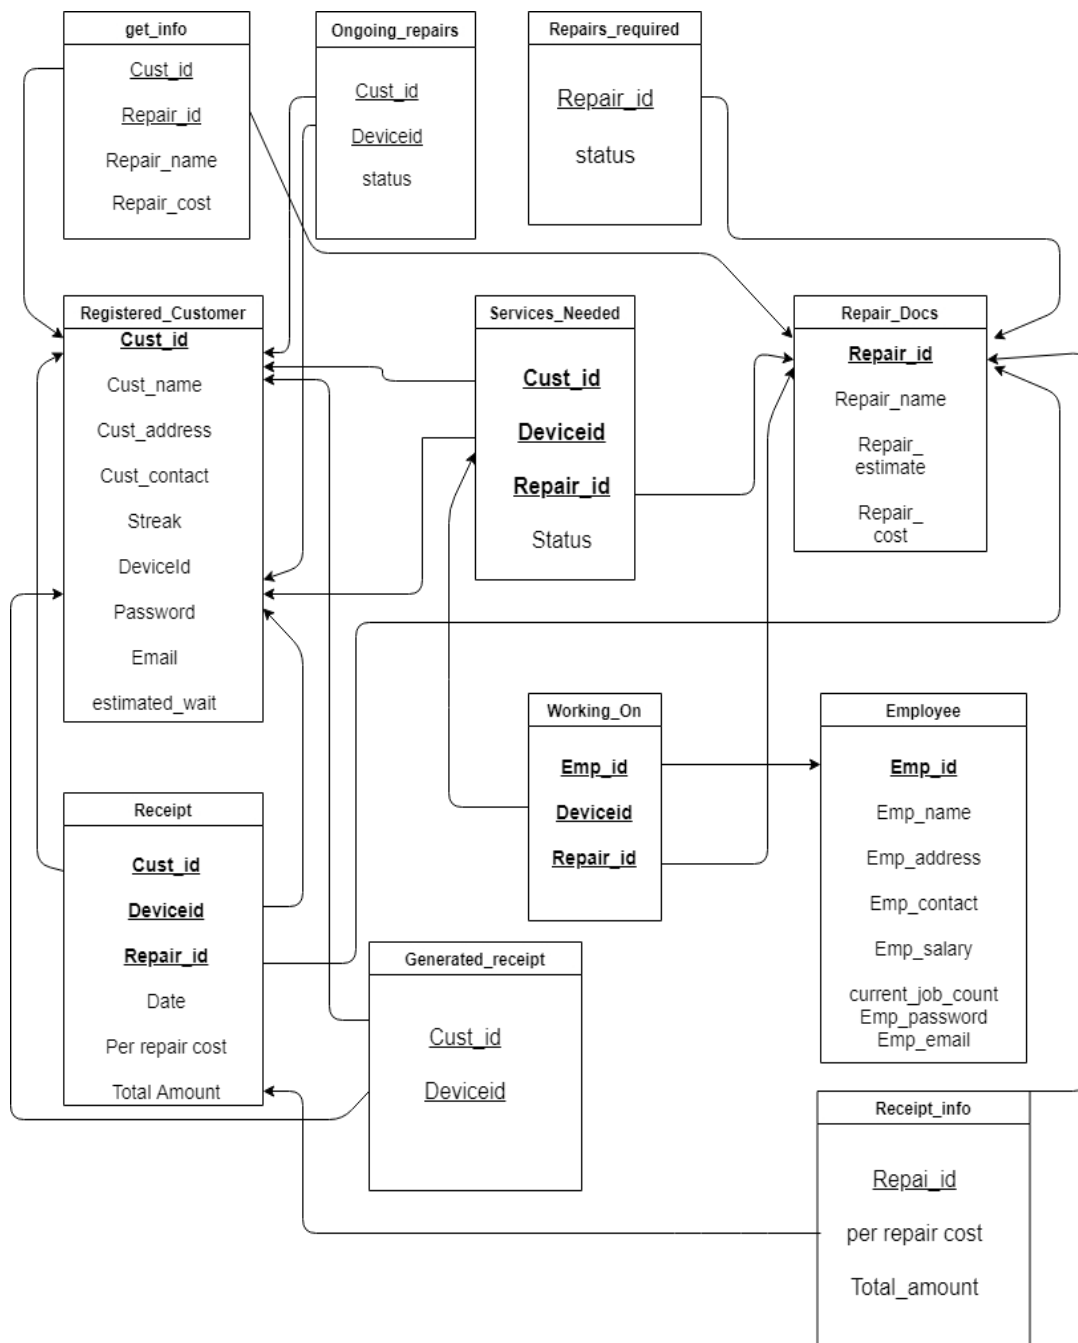 get_info
Cust_id
Repair_id
Repair_name
Repair_cost
Ongoing_repairs
Cust_id
Deviceid
status
Repairs_required
Repair_id
status
Registered_Customer
Cust_id
Cust_name
Cust_address
Cust_contact
Streak
DeviceId
Password
Email
estimated_wait
Services_Needed
Cust_id
Deviceid
Repair_id
Status
Repair_Docs
Repair_id
Repair_name
Repair_
estimate
Repair_
cost
Working_On
Emp_id
Deviceid
Repair_id
Employee
Emp_id
Emp_name
Emp_address
Emp_contact
Emp_salary
current_job_count
Emp_password
Emp_email
Receipt
Cust_id
Deviceid
Repair_id
Date
Per repair cost
Total Amount
Generated_receipt
Cust_id
Deviceid
Receipt_info
Repai_id
per repair cost
Total_amount